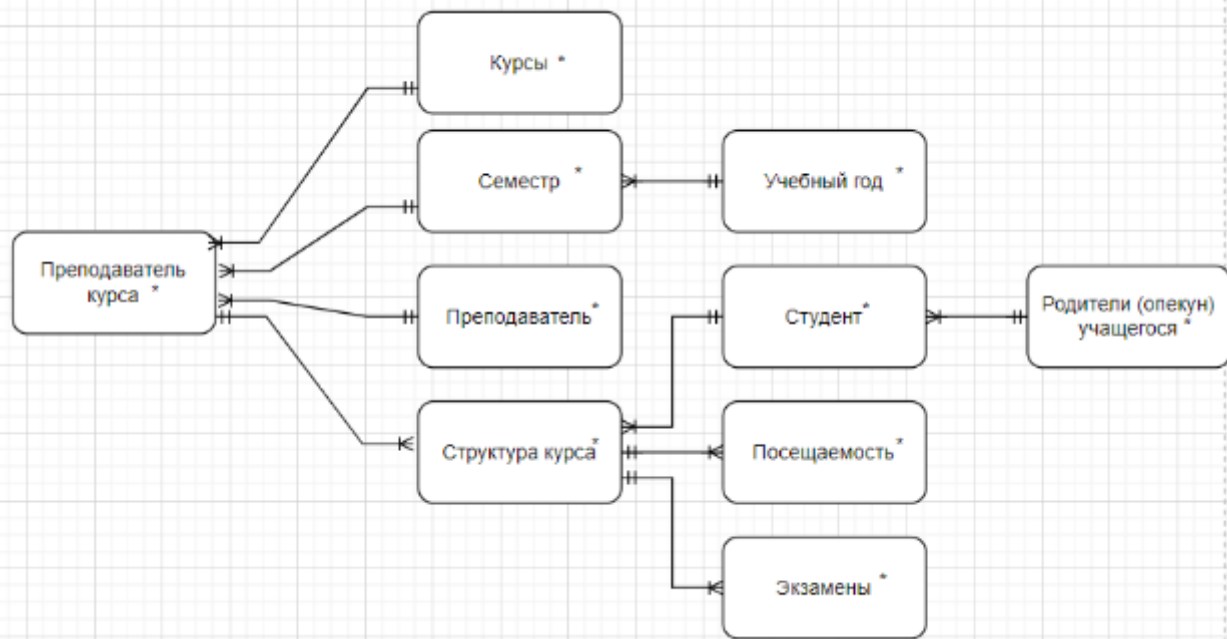 Курсы *
Семестр *
Учебный год *
Преподаватель
курса *
Преподаватель *
Студент *
Родители (опекун)
учащегося *
Структура курса *
Посещаемость *
Экзамены *